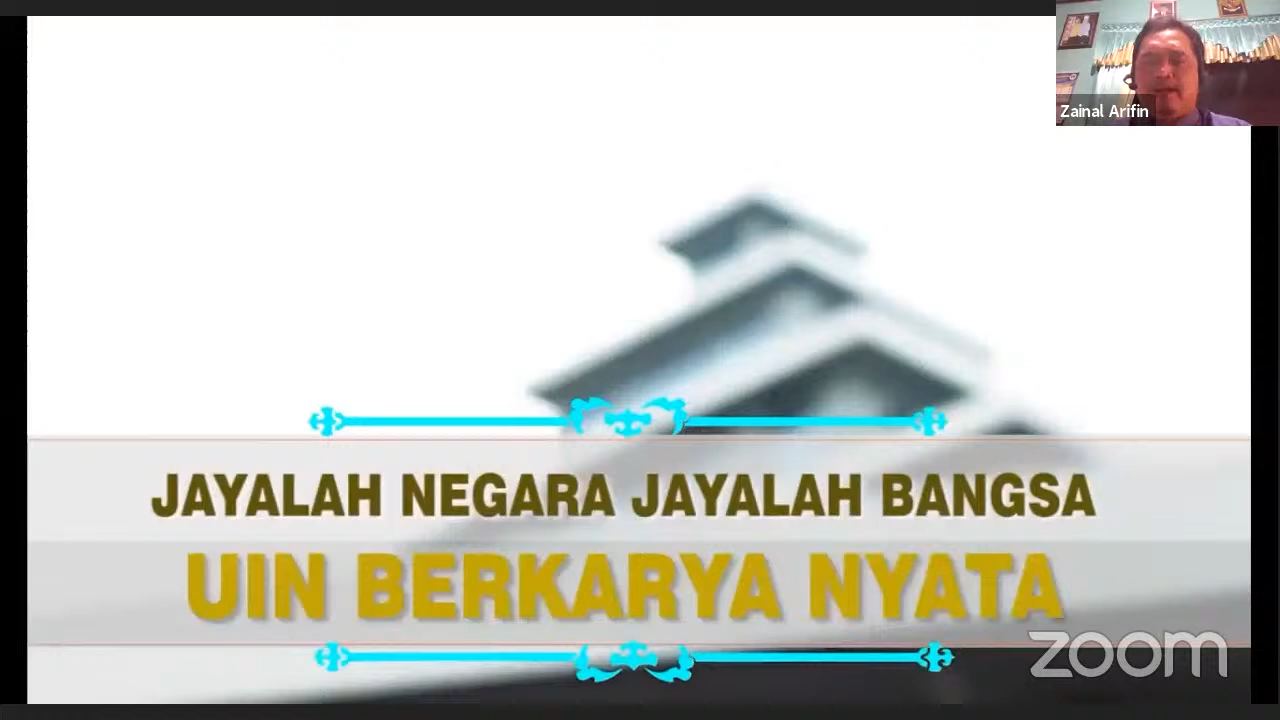 Zainal Arifin
JAYALAH NEGARA JAYALAH BANGSA
UIN BERKARYA NYATA
zoom